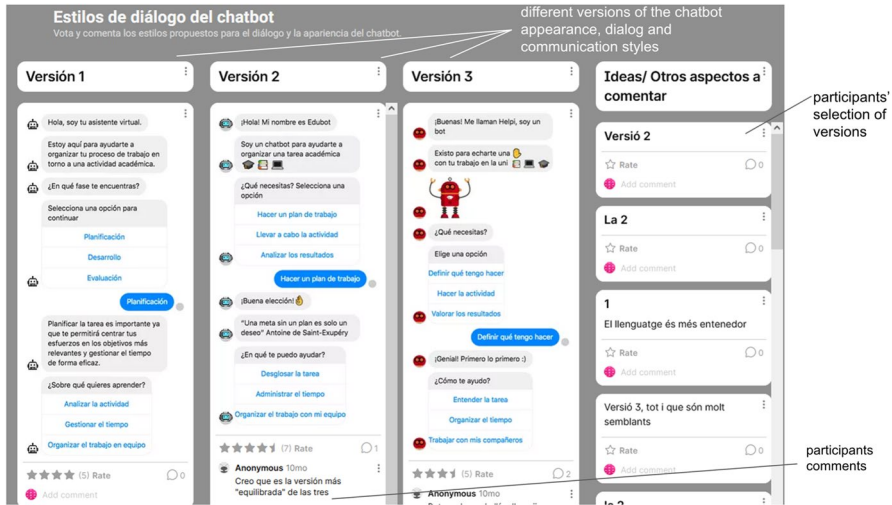 Estilos de diálogo del chatbot
Vota y comenta los estilos propuestos para el diálogo y la apariencia del chatbot.
different versions of the chatbot
appearance, dialog and
communication styles
Versión 1
Hola, soy tu asistente virtual.
Estoy aquí para ayudarte a
organizar tu proceso de trabajo en
torno a una actividad académica.
¿En qué fase te encuentras?
Selecciona una opción para
continuar
Planificación
Desarrollo
Evaluación
Planificación
Planificar la tarea es importante ya
que te permitirá centrar tus
esfuerzos en los objetivos más
relevantes y gestionar el tiempo
de forma eficaz.
¿Sobre qué quieres aprender?
Analizar la actividad
Gestionar el tiempo
Organizar el trabajo en equipo
(5) Rate
0
Add comment
Versión 2
¡Hola! Mi nombre es Edubot
Soy un chatbot para ayudarte a
organizar una tarea académica
¿Qué necesitas? Selecciona una
opción
Hacer un plan de trabajo
Llevar a cabo la actividad
Analizar los resultados
Hacer un plan de trabajo
¡Buena elección!
"Una meta sin un plan es solo un
deseo" Antoine de Saint-Exupéry
¿En qué te puedo ayudar?
Desglosar la tarea
Administrar el tiempo
Organizar el trabajo con mi equipo
(7) Rate
1
Anonymous 10mo
Creo que es la versión más
"equilibrada" de las tres
Versión 3
¡Buenas! Me llaman Helpi, soy un
bot
Existo para echarte una
con tu trabajo en la uni
¿Qué necesitas?
Elige una opción
Definir qué tengo hacer
Hacer la actividad
Valorar los resultados
Definir qué tengo hacer
¡Genial! Primero lo primero :)
¿Cómo te ayudo?
Entender la tarea
Organizar el tiempo
Trabajar con mis compañeros
(5) Rate
2
Anonymous 10mo
Ideas/ Otros aspectos a
comentar
Versió 2
Rate
0
Add comment
La 2
Rate
0
Add comment
1
El llenguatge és més entenedor
Rate
0
Add comment
Versió 3, tot i que són molt
semblants
Rate
0
Add comment
la 2
participants'
selection of
versions
participants
comments